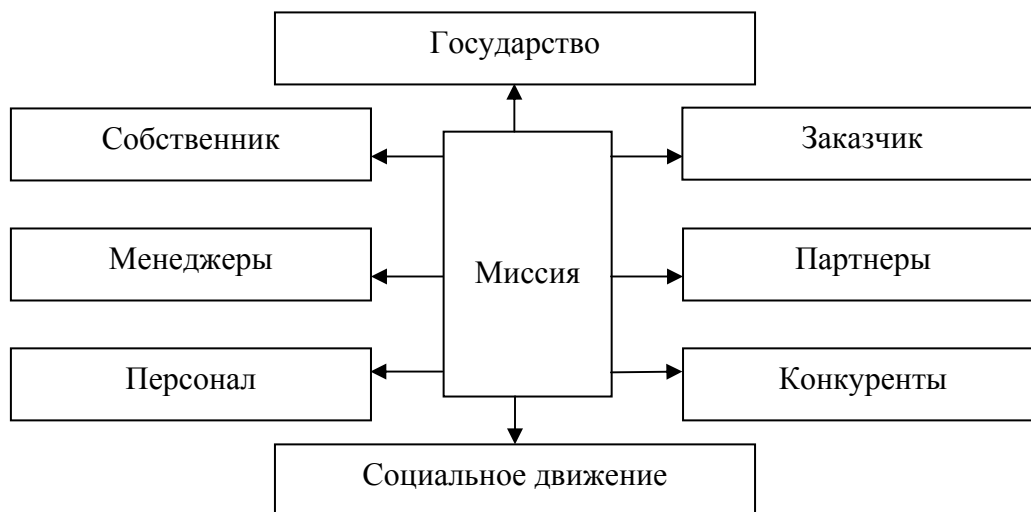 Государство
Собственник
Заказчик
Менеджеры
Миссия
Партнеры
Персонал
Конкуренты
Социальное движение